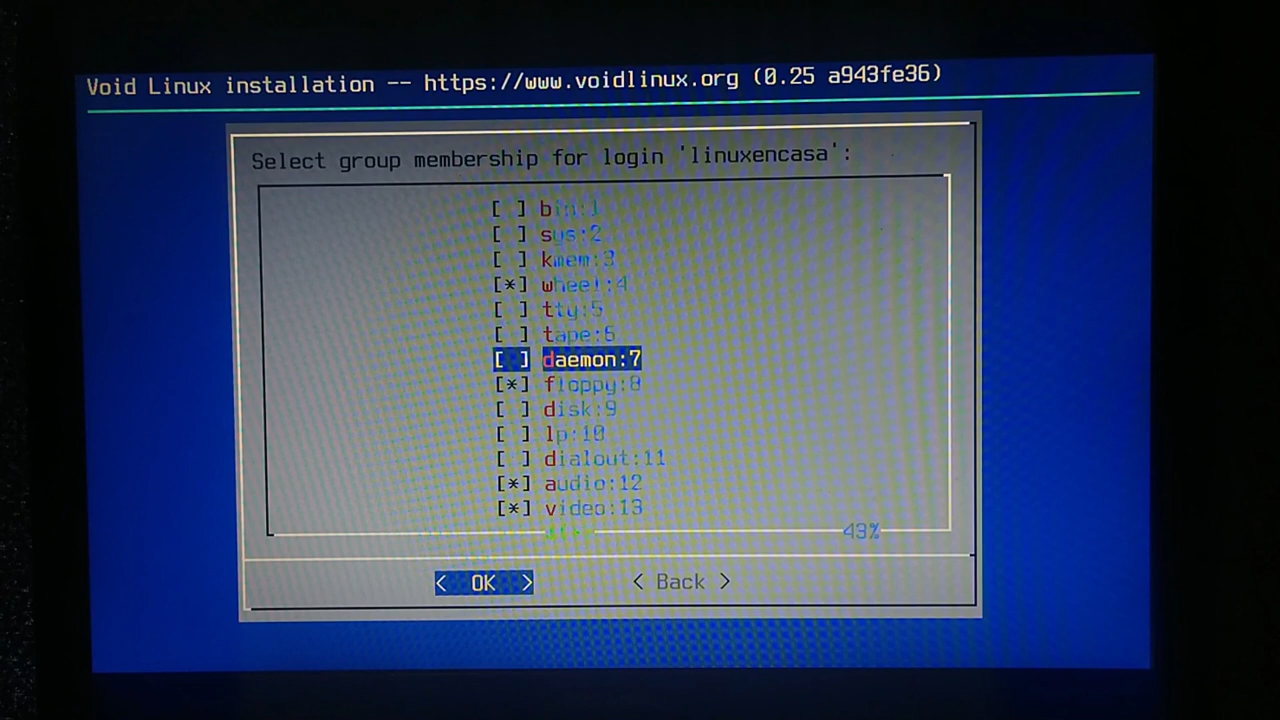 Void Linux installation -- https://www.voidlinux.org (0.25 a943fe36)
Select group membership for login 'linuxencasa':
[ ] bin:1
[ ] sys:2
[ ] kmem:3
[*] wheel:4
[ ] tty:5
[ ] tape:6
[ ] daemon:7
[*] floppy:8
[ ] disk:9
[ ] lp:10
[ ] dialout:11
[*] audio:12
[*] video:13
43%
< OK > < Back >